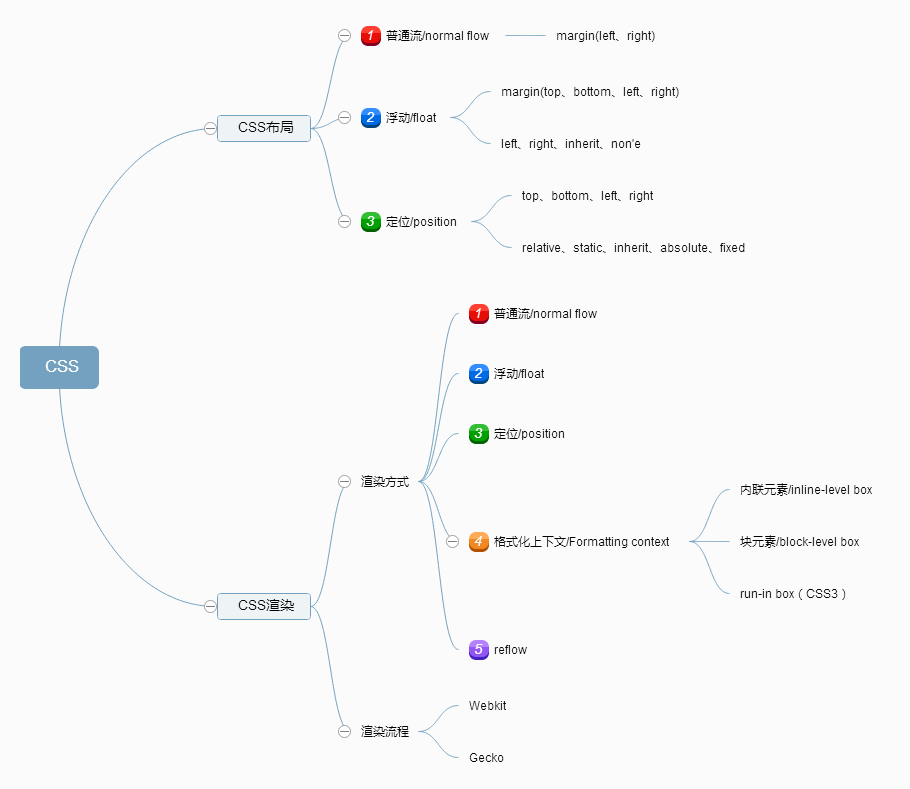 CSS
CSS布局
1 普通流/normal flow
margin(left、right)
2 浮动/float
margin(top、bottom、left、right)
left、right、inherit、non'e
3 定位/position
top、bottom、left、right
relative、static、inherit、absolute、fixed
CSS渲染
渲染方式
1 普通流/normal flow
2 浮动/float
3 定位/position
4 格式化上下文/Formatting context
内联元素/inline-level box
块元素/block-level box
run-in box（CSS3）
5 reflow
渲染流程
Webkit
Gecko